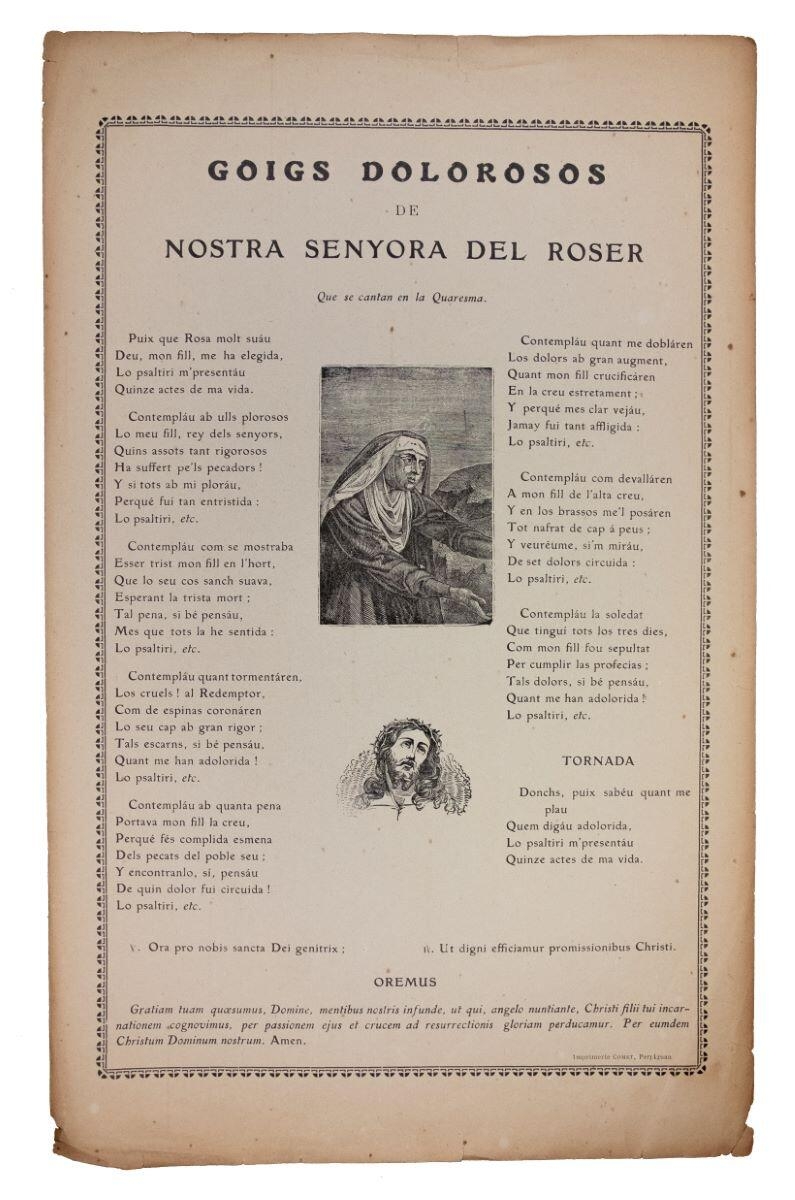 GOIGS DOLOROSOS
DE
NOSTRA SENYORA DEL ROSER
Que se cantan en la Quaresma.
Puix que Rosa molt suáu
Deu, mon fill, me ha elegida,
Lo psaltiri m'presentáu
Quinze actes de ma vida.
Contempláu ab ulls plorosos
Lo meu fill, rey dels senyors,
Quins assots tant rigorosos
Ha suffert pe'ls pecadors !
Y si tots ab mi ploráu,
Perqué fui tan entristida :
Lo psaltiri, etc.
Contempláu com se mostraba
Esser trist mon fill en l'hort,
Que lo seu cos sanch suava,
Esperant la trista mort ;
Tal pena, si bé pensáu,
Mes que tots la he sentida :
Lo psaltiri, etc.
Contempláu quant tormentáren,
Los cruels ! al Redemptor,
Com de espinas coronáren
Lo seu cap ab gran rigor ;
Tals escarns, si bé pensáu,
Quant me han adolorida !
Lo psaltiri, etc.
Contempláu ab quanta pena
Portava mon fill la creu,
Perqué fés complida esmena
Dels pecats del poble seu ;
Y encontranlo, sí, pensáu
De quin dolor fui circuida !
Lo psaltiri, etc.
Contempláu quant me dobláren
Los dolors ab gran augment,
Quant mon fill crucificáren
En la creu estretament ;
Y perqué mes clar vejáu,
Jamay fui tant affligida :
Lo psaltiri, etc.
Contempláu com devalláren
A mon fill de l'alta creu,
Y en los brassos me'l posáren
Tot nafrat de cap á peus ;
Y veuréume, si'm miráu,
De set dolors circuida :
Lo psaltiri, etc.
Contempláu la soledat
Que tinguí tots los tres dies,
Com mon fill fou sepultat
Per cumplir las profecias ;
Tals dolors, si bé pensáu,
Quant me han adolorida !
Lo psaltiri, etc.
TORNADA
Donchs, puix sabéu quant me
plau
Quem digáu adolorida,
Lo psaltiri m'presentáu
Quinze actes de ma vida.
℣. Ora pro nobis sancta Dei genitrix ;
℟. Ut digni efficiamur promissionibus Christi.
OREMUS
Gratiam tuam quæsumus, Domine, mentibus nostris infunde, ut qui, angelo nuntiante, Christi filii tui incar-
nationem cognovimus, per passionem ejus et crucem ad resurrectionis gloriam perducamur. Per eumdem
Christum Dominum nostrum. Amen.
Imprimerie COMET, Perpignan